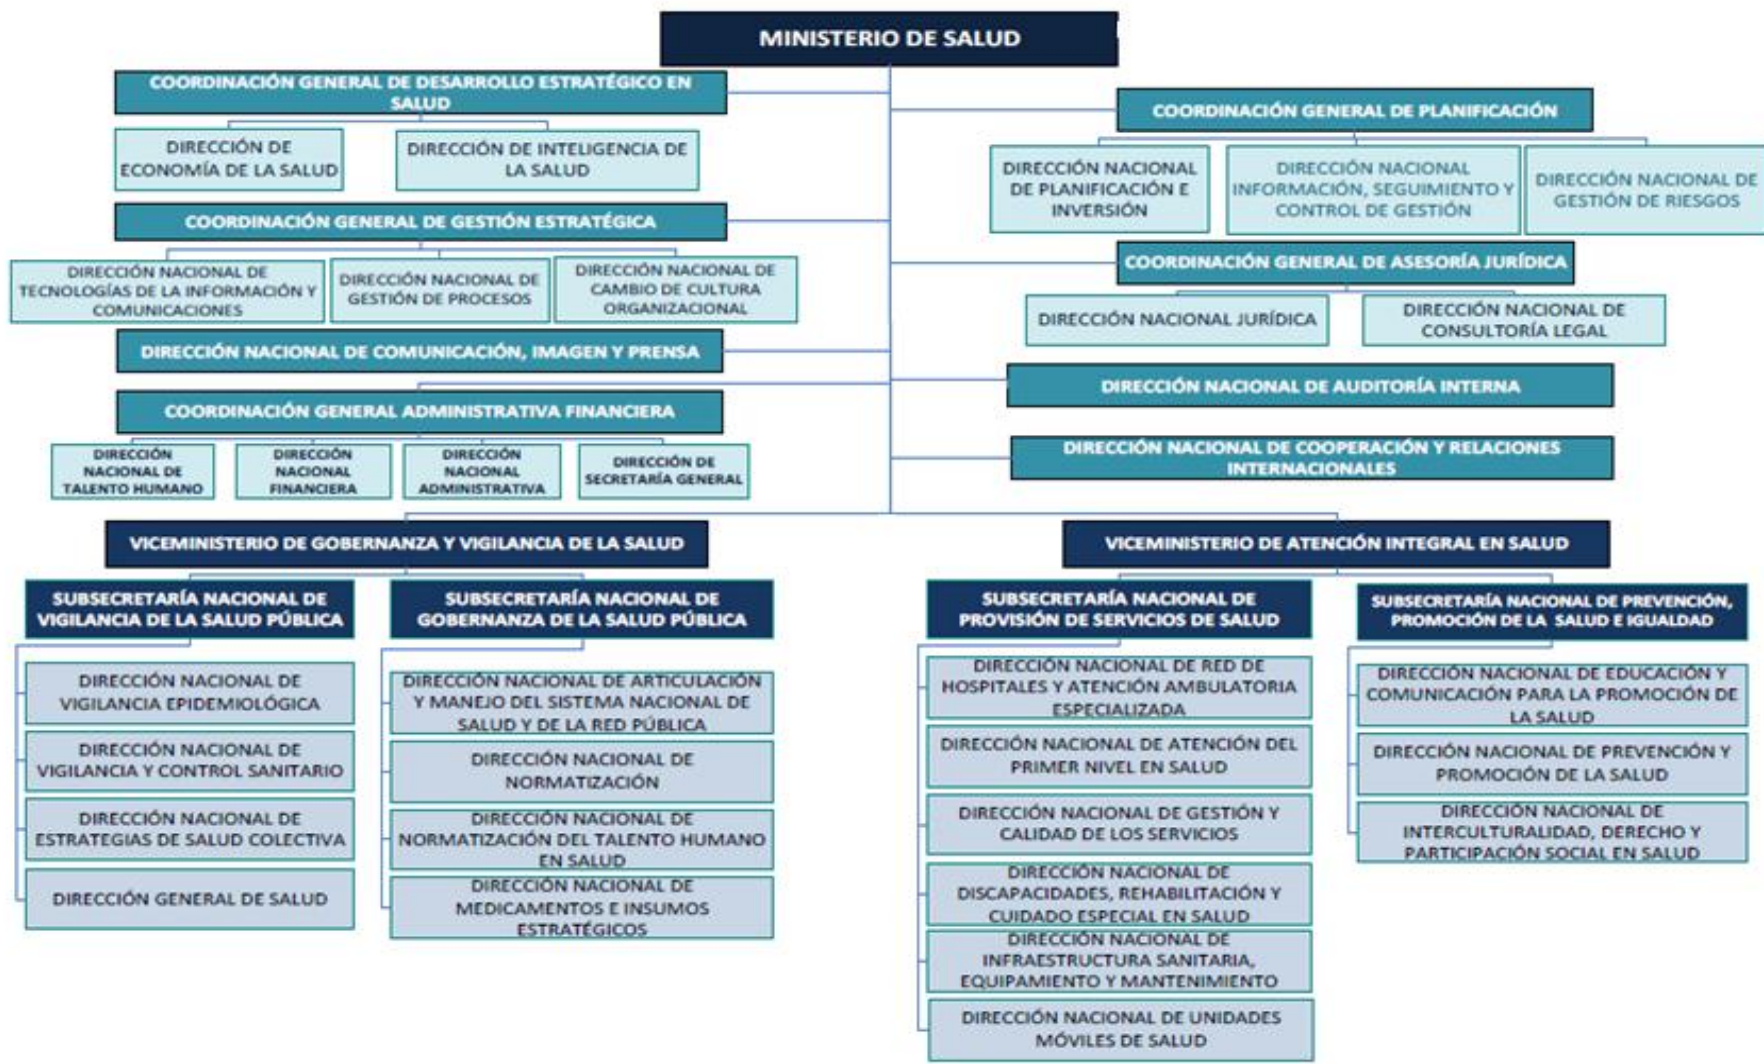 MINISTERIO DE SALUD
COORDINACIÓN GENERAL DE DESARROLLO ESTRATÉGICO EN
SALUD
DIRECCIÓN DE
ECONOMÍA DE LA SALUD
DIRECCIÓN DE INTELIGENCIA DE
LA SALUD
COORDINACIÓN GENERAL DE PLANIFICACIÓN
DIRECCIÓN NACIONAL
DE PLANIFICACIÓN E
INVERSIÓN
DIRECCIÓN NACIONAL
INFORMACIÓN, SEGUIMIENTO Y
CONTROL DE GESTIÓN
DIRECCIÓN NACIONAL DE
GESTIÓN DE RIESGOS
COORDINACIÓN GENERAL DE GESTIÓN ESTRATÉGICA
DIRECCIÓN NACIONAL DE
TECNOLOGÍAS DE LA INFORMACIÓN Y
COMUNICACIONES
DIRECCIÓN NACIONAL DE
GESTIÓN DE PROCESOS
DIRECCIÓN NACIONAL DE
CAMBIO DE CULTURA
ORGANIZACIONAL
COORDINACIÓN GENERAL DE ASESORÍA JURÍDICA
DIRECCIÓN NACIONAL JURÍDICA
DIRECCIÓN NACIONAL DE
CONSULTORÍA LEGAL
DIRECCIÓN NACIONAL DE COMUNICACIÓN, IMAGEN Y PRENSA
DIRECCIÓN NACIONAL DE AUDITORÍA INTERNA
COORDINACIÓN GENERAL ADMINISTRATIVA FINANCIERA
DIRECCIÓN
NACIONAL DE
TALENTO HUMANO
DIRECCIÓN
NACIONAL
FINANCIERA
DIRECCIÓN
NACIONAL
ADMINISTRATIVA
DIRECCIÓN DE
SECRETARÍA GENERAL
DIRECCIÓN NACIONAL DE COOPERACIÓN Y RELACIONES
INTERNACIONALES
VICEMINISTERIO DE GOBERNANZA Y VIGILANCIA DE LA SALUD
SUBSECRETARÍA NACIONAL DE
VIGILANCIA DE LA SALUD PÚBLICA
DIRECCIÓN NACIONAL DE
VIGILANCIA EPIDEMIOLÓGICA
DIRECCIÓN NACIONAL DE
VIGILANCIA Y CONTROL SANITARIO
DIRECCIÓN NACIONAL DE
ESTRATEGIAS DE SALUD COLECTIVA
DIRECCIÓN GENERAL DE SALUD
SUBSECRETARÍA NACIONAL DE
GOBERNANZA DE LA SALUD PÚBLICA
DIRECCIÓN NACIONAL DE ARTICULACIÓN
Y MANEJO DEL SISTEMA NACIONAL DE
SALUD Y DE LA RED PÚBLICA
DIRECCIÓN NACIONAL DE
NORMATIZACIÓN
DIRECCIÓN NACIONAL DE
NORMATIZACIÓN DEL TALENTO HUMANO
EN SALUD
DIRECCIÓN NACIONAL DE
MEDICAMENTOS E INSUMOS
ESTRATÉGICOS
VICEMINISTERIO DE ATENCIÓN INTEGRAL EN SALUD
SUBSECRETARÍA NACIONAL DE
PROVISIÓN DE SERVICIOS DE SALUD
DIRECCIÓN NACIONAL DE RED DE
HOSPITALES Y ATENCIÓN AMBULATORIA
ESPECIALIZADA
DIRECCIÓN NACIONAL DE ATENCIÓN DEL
PRIMER NIVEL EN SALUD
DIRECCIÓN NACIONAL DE GESTIÓN Y
CALIDAD DE LOS SERVICIOS
DIRECCIÓN NACIONAL DE
DISCAPACIDADES, REHABILITACIÓN Y
CUIDADO ESPECIAL EN SALUD
DIRECCIÓN NACIONAL DE
INFRAESTRUCTURA SANITARIA,
EQUIPAMIENTO Y MANTENIMIENTO
DIRECCIÓN NACIONAL DE UNIDADES
MÓVILES DE SALUD
SUBSECRETARÍA NACIONAL DE PREVENCIÓN,
PROMOCIÓN DE LA SALUD E IGUALDAD
DIRECCIÓN NACIONAL DE EDUCACIÓN Y
COMUNICACIÓN PARA LA PROMOCIÓN DE
LA SALUD
DIRECCIÓN NACIONAL DE PREVENCIÓN Y
PROMOCIÓN DE LA SALUD
DIRECCIÓN NACIONAL DE
INTERCULTURALIDAD, DERECHO Y
PARTICIPACIÓN SOCIAL EN SALUD